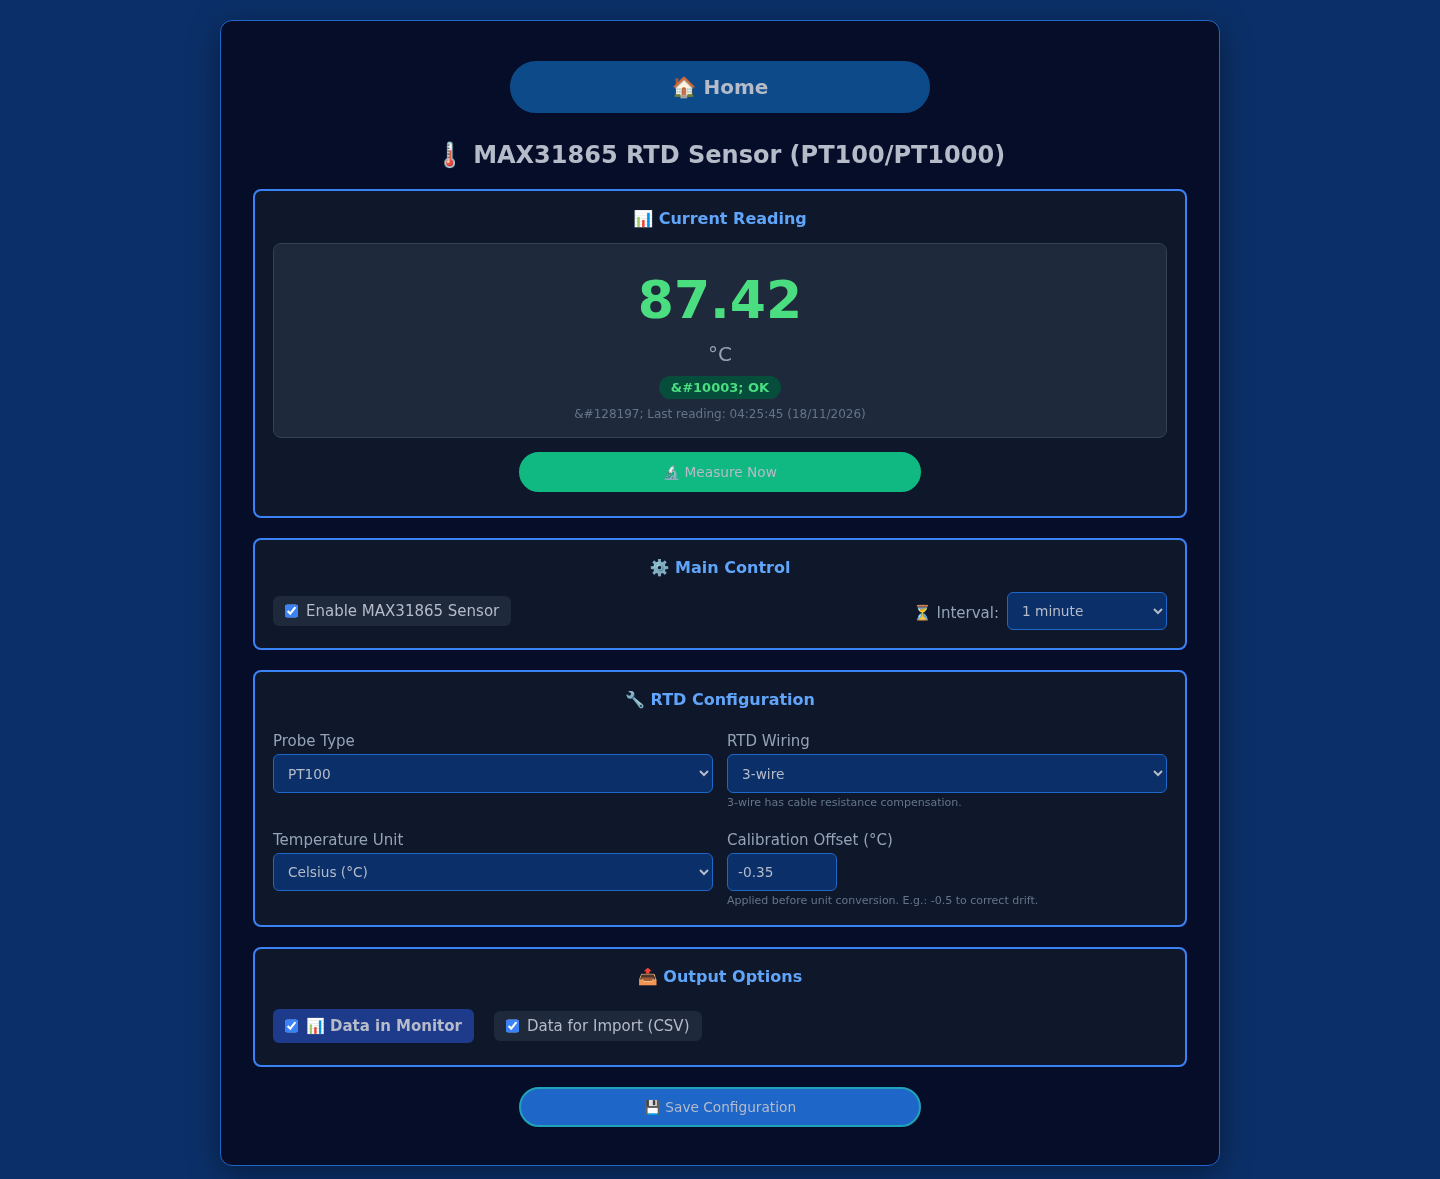 🏠 Home
🌡️ MAX31865 RTD Sensor (PT100/PT1000)
📊 Current Reading
87.42
°C
&#10003; OK
&#128197; Last reading: 04:25:45 (18/11/2026)
🔬 Measure Now
⚙️ Main Control
Enable MAX31865 Sensor
⏳ Interval: 1 minute
🔧 RTD Configuration
Probe Type
PT100
RTD Wiring
3-wire
3-wire has cable resistance compensation.
Temperature Unit
Celsius (°C)
Calibration Offset (°C)
-0.35
Applied before unit conversion. E.g.: -0.5 to correct drift.
📤 Output Options
📊 Data in Monitor
Data for Import (CSV)
💾 Save Configuration